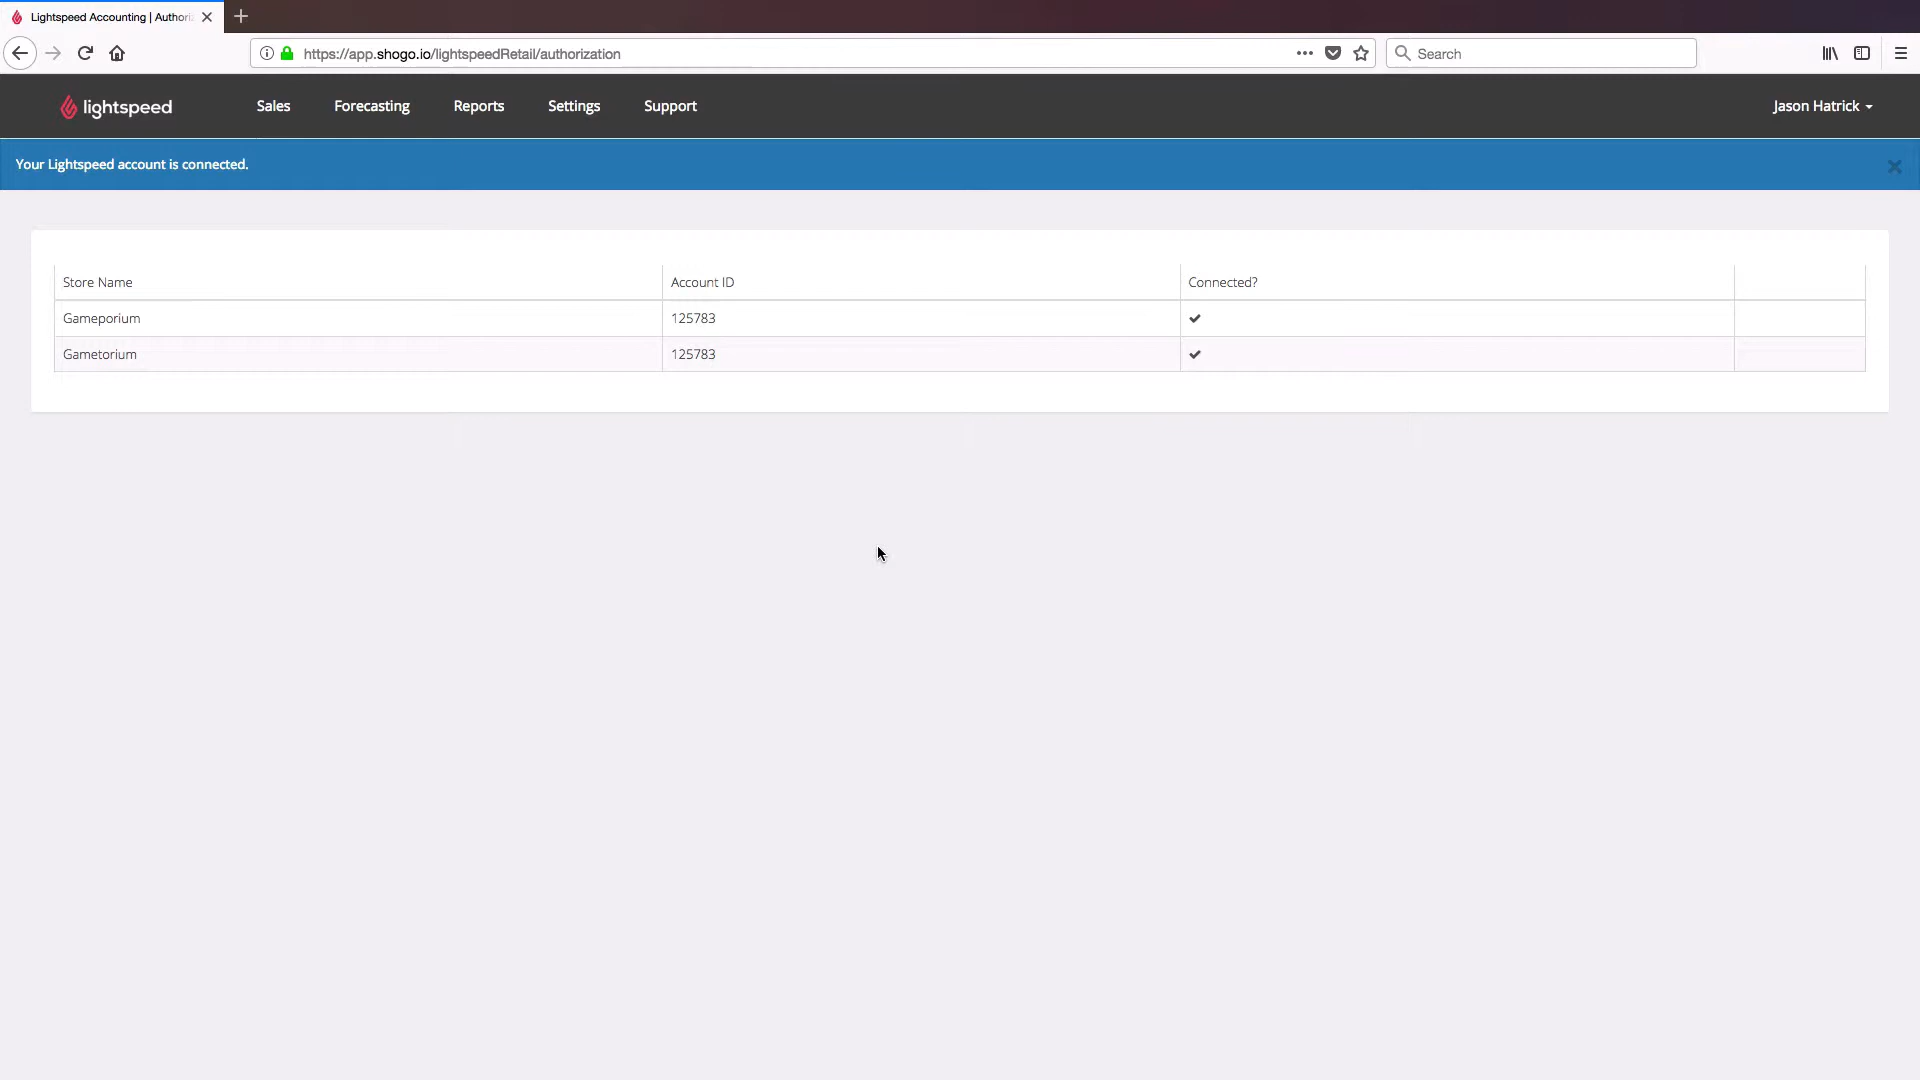 Lightspeed Accounting | Authori
https://app.shogo.io/lightspeedRetail/authorization
Search
lightspeed
Sales
Forecasting
Reports
Settings
Support
Jason Hatrick
Your Lightspeed account is connected.
Store Name
Account ID
Connected?
Gameporium
125783
Gametorium
125783